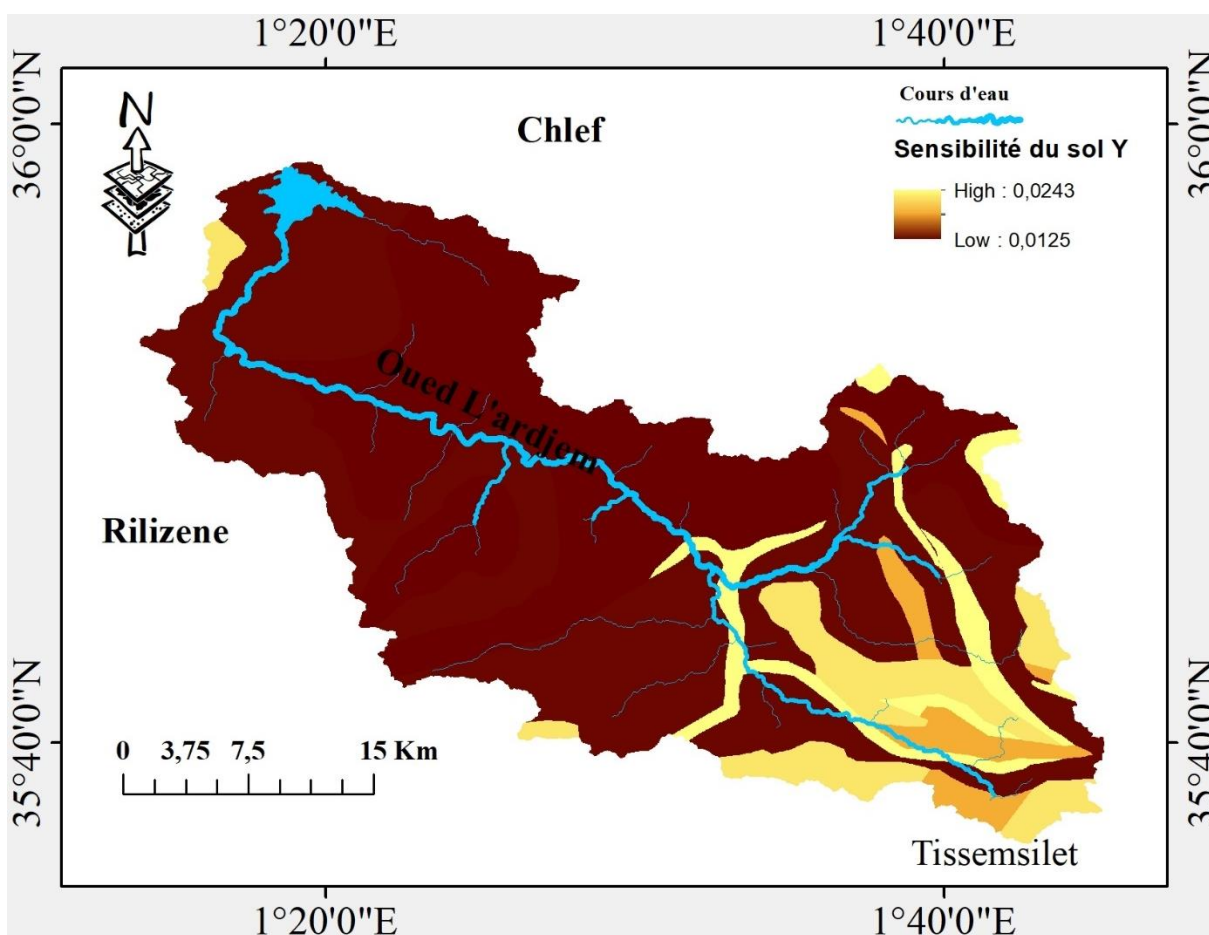 1°20'0"E
1°40'0"E
N
36°0'0"N
36°0'0"N
Chlef
Cours d'eau
Sensibilité du sol Y
High : 0,0243
Low : 0,0125
Oued L'ardjem
Rilizene
0 3,75 7,5 15 Km
35°40'0"N
35°40'0"N
Tissemsilet
1°20'0"E
1°40'0"E